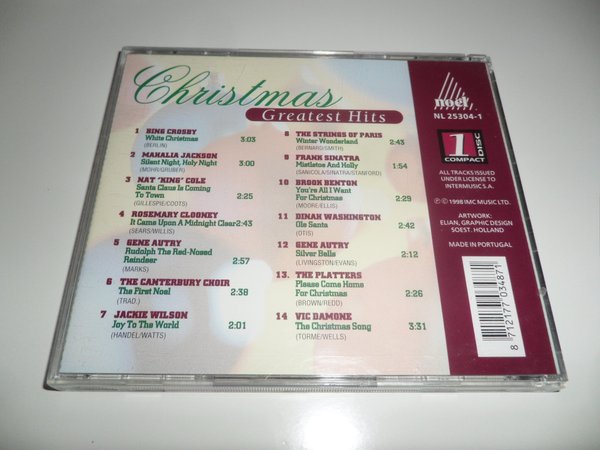 Christmas
Greatest Hits
1 BING CROSBY
White Christmas 3:03
(BERLIN)
2 MAHALIA JACKSON
Silent Night, Holy Night 3:00
(MOHR/GRUBER)
3 NAT "KING" COLE
Santa Claus Is Coming
To Town 2:25
(GILLESPIE/COOTS)
4 ROSEMARY CLOONEY
It Came Upon A Midnight Clear 2:43
(SEARS/WILLIS)
5 GENE AUTRY
Rudolph The Red-Nosed
Reindeer 2:57
(MARKS)
6 THE CANTERBURY CHOIR
The First Noel 2:38
(TRAD.)
7 JACKIE WILSON
Joy To The World 2:01
(HANDEL/WATTS)
8 THE STRINGS OF PARIS
Winter Wonderland 2:43
(BERNARD/SMITH)
9 FRANK SINATRA
Mistletoe And Holly 1:54
(SANICOLA/SINATRA/STANFORD)
10 BROOK BENTON
You're All I Want
For Christmas 2:29
(MOORE/ELLIS)
11 DINAH WASHINGTON
Ole Santa 2:42
(OTIS)
12 GENE AUTRY
Silver Bells 2:12
(LIVINGSTON/EVANS)
13. THE PLATTERS
Please Come Home
For Christmas 2:26
(BROWN/REDD)
14 VIC DAMONE
The Christmas Song 3:31
(TORME/WELLS)
noël
NL 25304-1
1 COMPACT DISC
ALL TRACKS ISSUED
UNDER LICENSE TO
INTERMUSIC S.A.
℗© 1998 IMC MUSIC LTD.
ARTWORK:
ELIAN, GRAPHIC DESIGN
SOEST. HOLLAND
MADE IN PORTUGAL
8 712177 034871